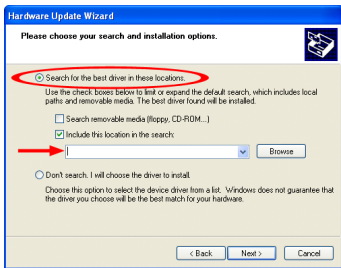 Hardware Update Wizard
Please choose your search and installation options.
Search for the best driver in these locations.
Use the check boxes below to limit or expand the default search, which includes local
paths and removable media. The best driver found will be installed.
Search removable media (floppy, CD-ROM...)
Include this location in the search:
Browse
Don't search. I will choose the driver to install.
Choose this option to select the device driver from a list. Windows does not guarantee that
the driver you choose will be the best match for your hardware.
< Back Next > Cancel